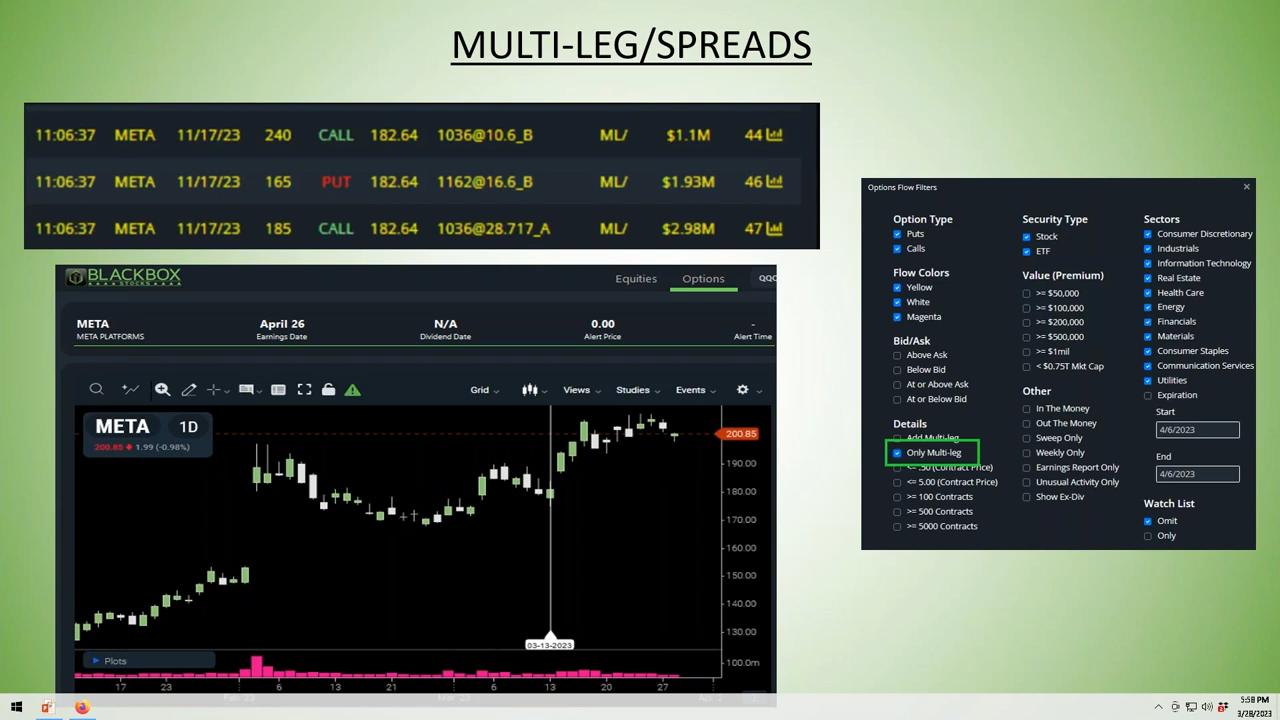 MULTI-LEG/SPREADS
11:06:37 META 11/17/23 240 CALL 182.64 1036@10.6_B ML/ $1.1M 44
11:06:37 META 11/17/23 165 PUT 182.64 1162@16.6_B ML/ $1.93M 46
11:06:37 META 11/17/23 185 CALL 182.64 1036@28.717_A ML/ $2.98M 47
BLACKBOX
STOCKS
Equities Options QQQ
META April 26 N/A 0.00 -
META PLATFORMS Earnings Date Dividend Date Alert Price Alert Time
Grid Views Studies Events
META 1D
200.85 1.99 (-0.98%)
200.85
190.00
180.00
170.00
160.00
150.00
140.00
130.00
03-13-2023
Plots
100.0m
17 23 6 13 21 6 13 20 27
Options Flow Filters
Option Type
Puts
Calls
Flow Colors
Yellow
White
Magenta
Bid/Ask
Above Ask
Below Bid
At or Above Ask
At or Below Bid
Details
Add Multi-leg
Only Multi-leg
<= .50 (Contract Price)
<= 5.00 (Contract Price)
>= 100 Contracts
>= 500 Contracts
>= 5000 Contracts
Security Type
Stock
ETF
Value (Premium)
>= $50,000
>= $100,000
>= $200,000
>= $500,000
>= $1mil
< $0.75T Mkt Cap
Other
In The Money
Out The Money
Sweep Only
Weekly Only
Earnings Report Only
Unusual Activity Only
Show Ex-Div
Sectors
Consumer Discretionary
Industrials
Information Technology
Real Estate
Health Care
Energy
Financials
Materials
Consumer Staples
Communication Services
Utilities
Expiration
Start
4/6/2023
End
4/6/2023
Watch List
Omit
Only
5:58 PM
3/28/2023